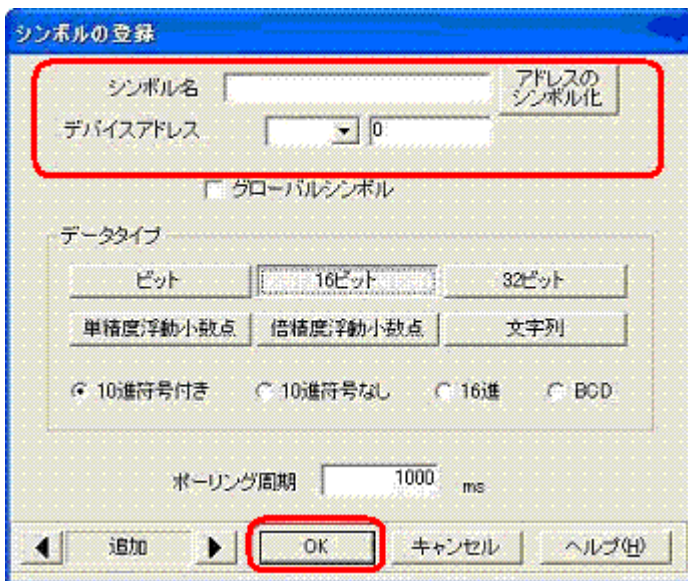 シンボルの登録
シンボル名
アドレスの
シンボル化
デバイスアドレス
0
グローバルシンボル
データタイプ
ビット 16ビット 32ビット
単精度浮動小数点 倍精度浮動小数点 文字列
10進符号付き 10進符号なし 16進 BCD
ポーリング周期 1000 ms
追加 OK キャンセル ヘルプ(H)